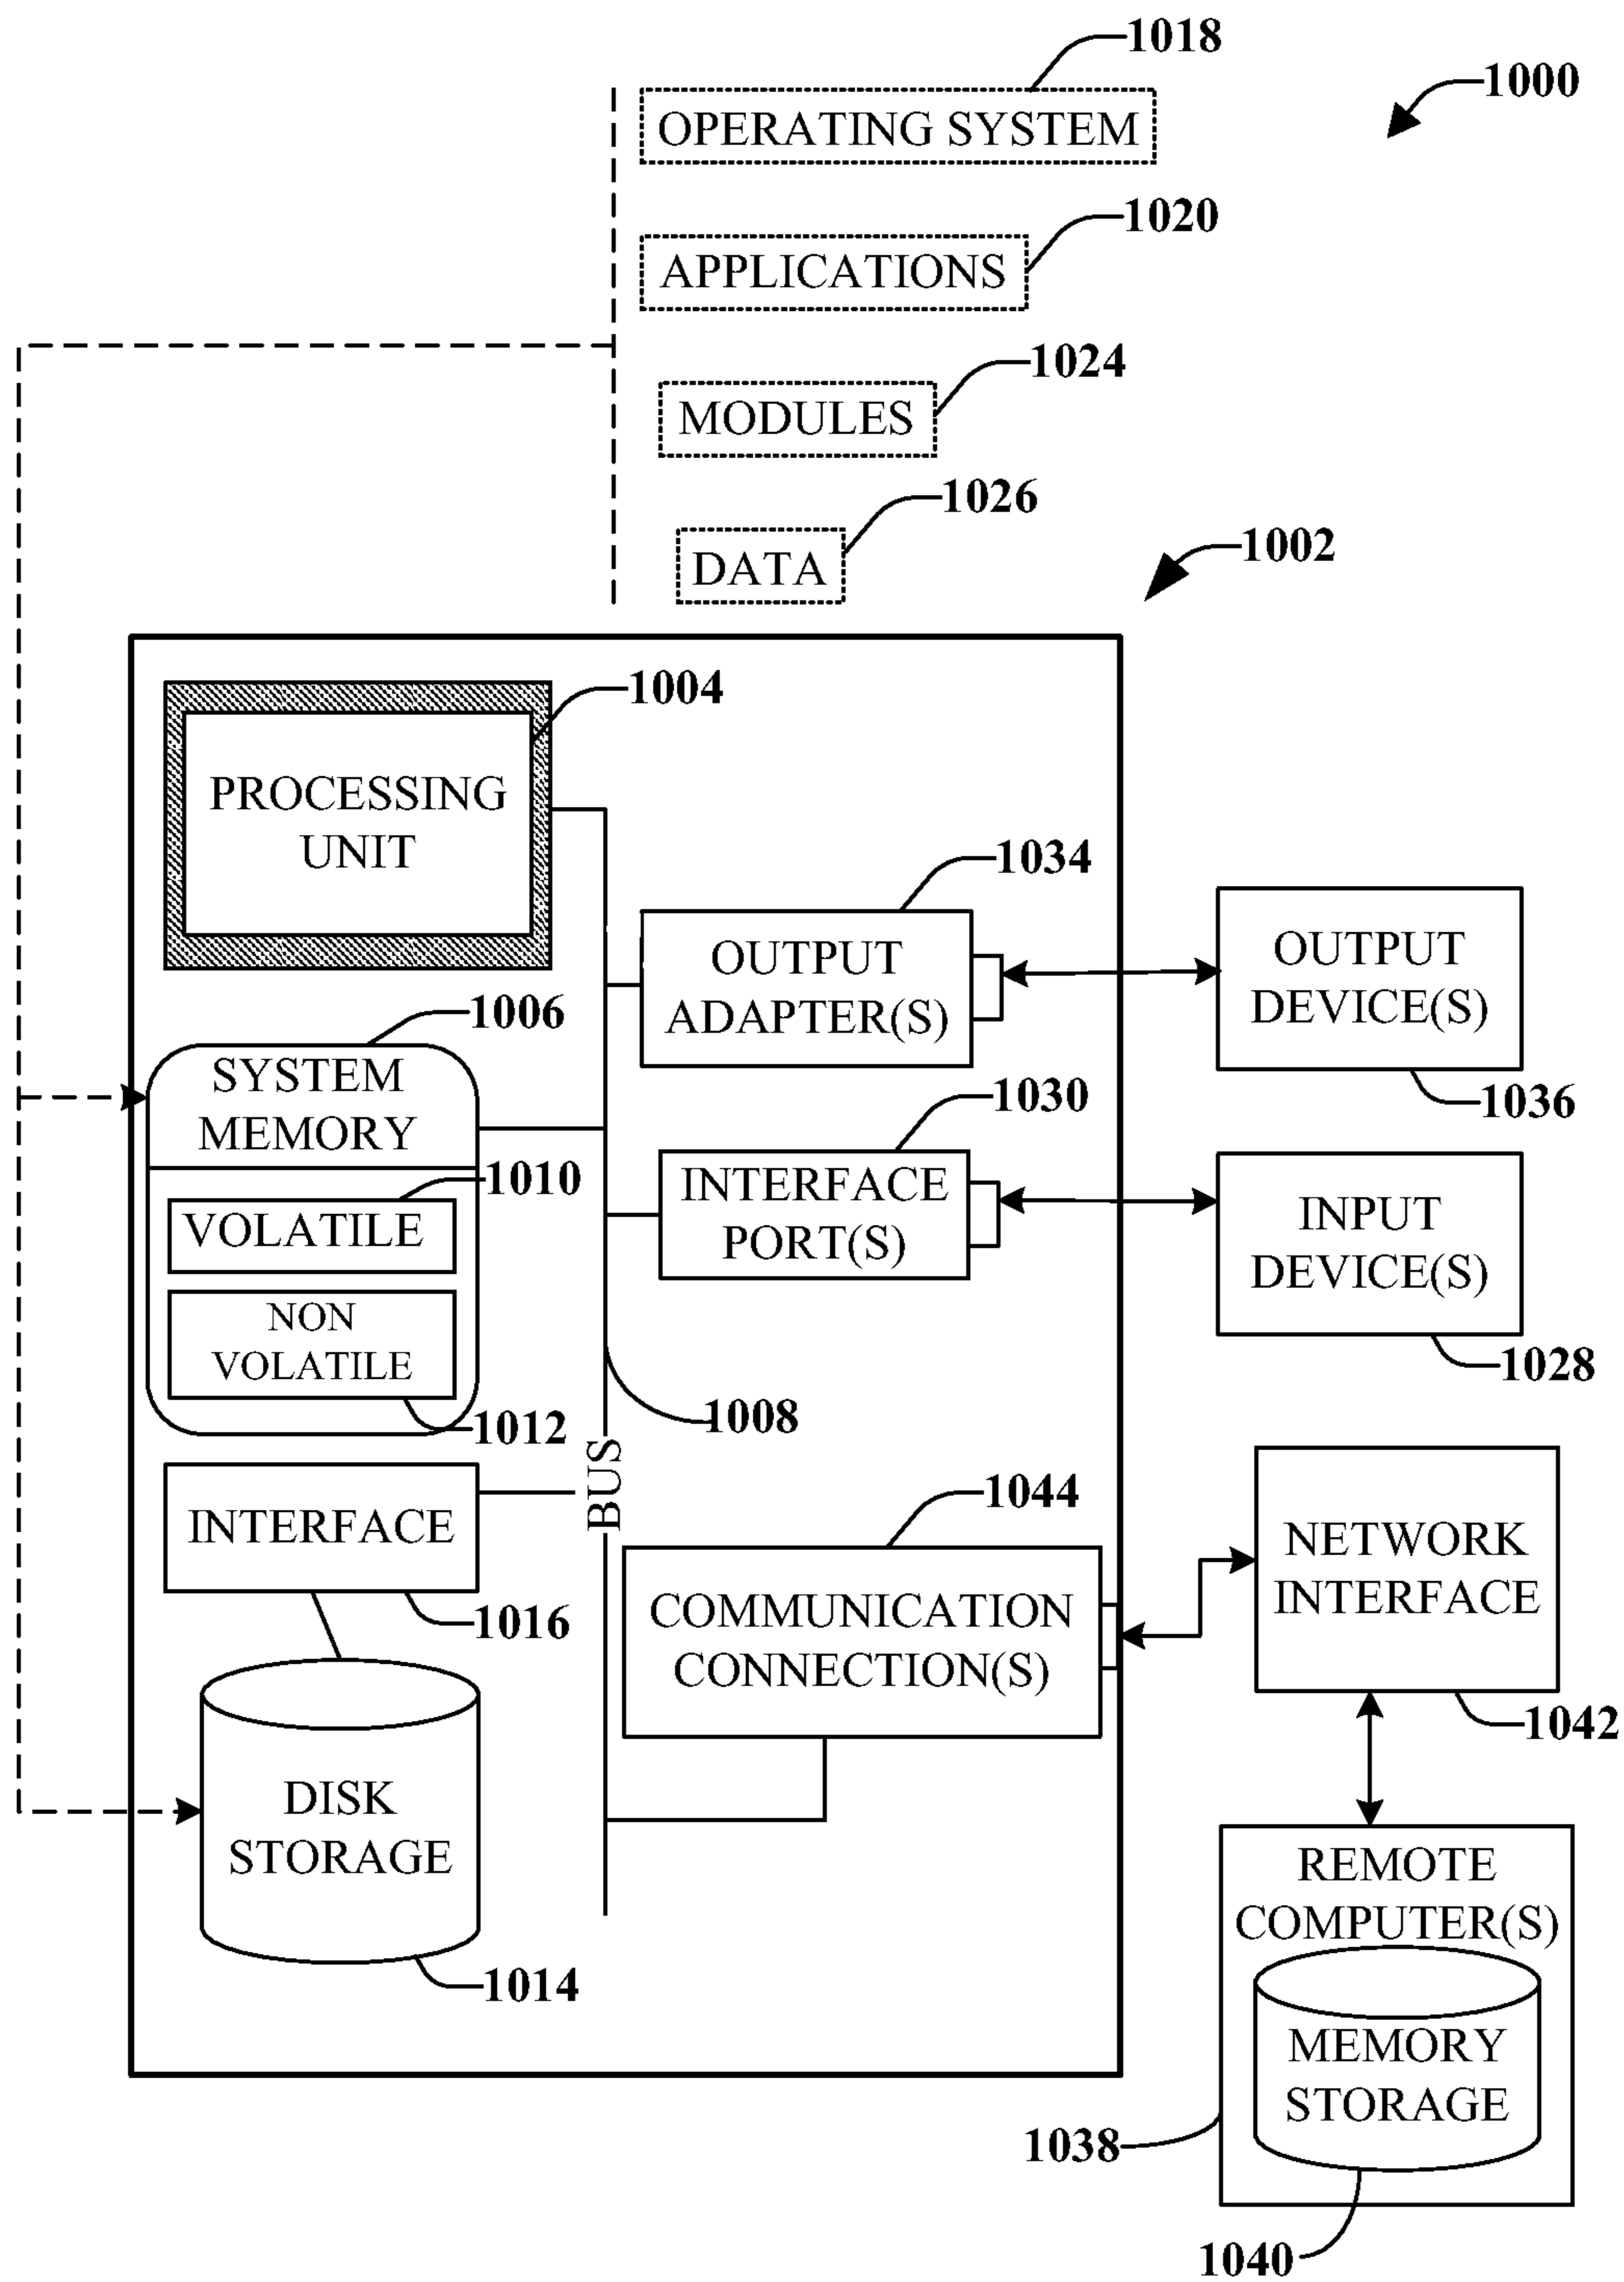 1018
1000
OPERATING SYSTEM
1020
APPLICATIONS
1024
MODULES
1026
DATA
1002
1004
PROCESSING
UNIT
1034
OUTPUT
ADAPTER(S)
OUTPUT
DEVICE(S)
1036
1006
SYSTEM
MEMORY
1030
INTERFACE
PORT(S)
INPUT
DEVICE(S)
1028
1010
VOLATILE
NON
VOLATILE
1012
1008
BUS
INTERFACE
1016
1044
COMMUNICATION
CONNECTION(S)
NETWORK
INTERFACE
1042
DISK
STORAGE
1014
REMOTE
COMPUTER(S)
MEMORY
STORAGE
1038
1040